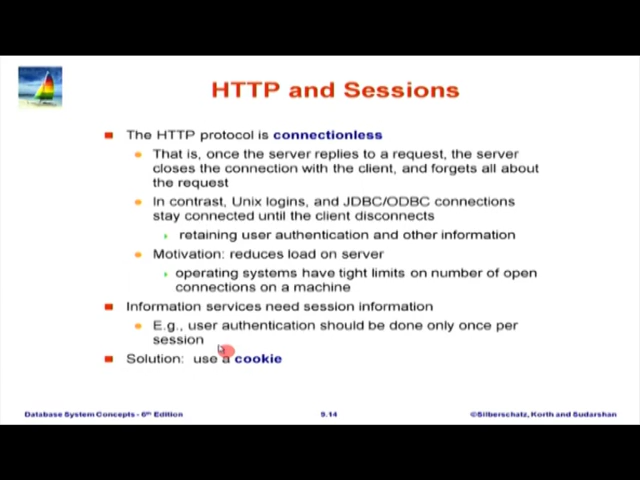 HTTP and Sessions
The HTTP protocol is connectionless
That is, once the server replies to a request, the server
closes the connection with the client, and forgets all about
the request
In contrast, Unix logins, and JDBC/ODBC connections
stay connected until the client disconnects
retaining user authentication and other information
Motivation: reduces load on server
operating systems have tight limits on number of open
connections on a machine
Information services need session information
E.g., user authentication should be done only once per
session
Solution: use a cookie
Database System Concepts - 6th Edition
9.14
©Silberschatz, Korth and Sudarshan